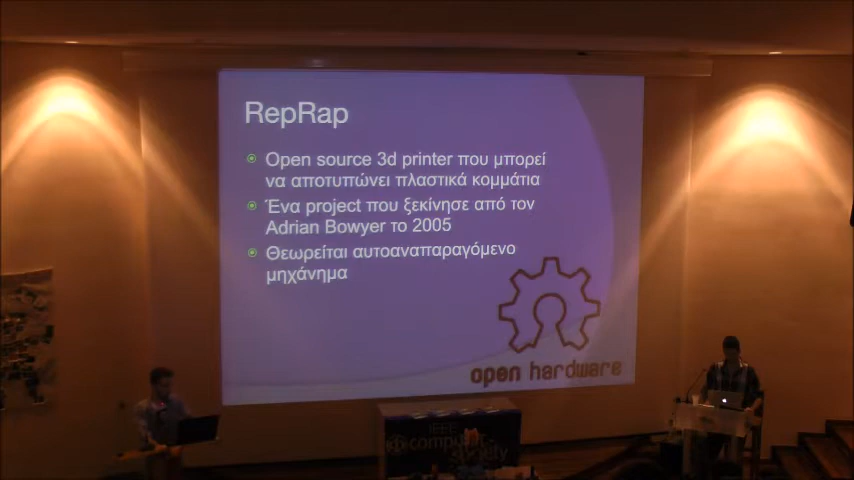 RepRap
Open source 3d printer που μπορεί
να αποτυπώνει πλαστικά κομμάτια
Ένα project που ξεκίνησε από τον
Adrian Bowyer το 2005
Θεωρείται αυτοαναπαραγόμενο
μηχάνημα
open hardware
IEEE
computer
society